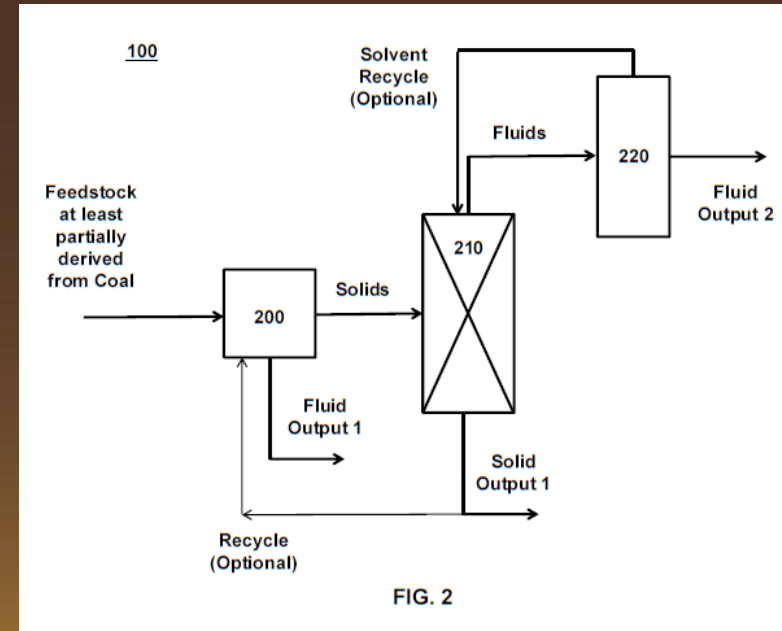 100
Solvent
Recycle
(Optional)
Fluids
220
Fluid
Output 2
Feedstock
at least
partially
derived
from Coal
210
Solids
200
Fluid
Output 1
Solid
Output 1
Recycle
(Optional)
FIG. 2